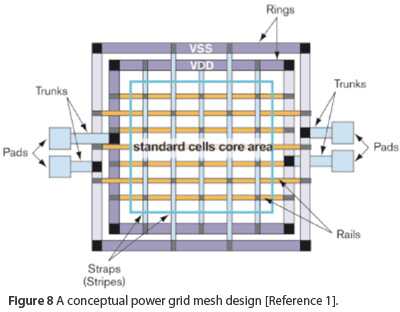 Rings
VSS
VDD
Trunks
Trunks
Pads
standard cells core area
Pads
Rails
Straps
(Stripes)
Figure 8 A conceptual power grid mesh design [Reference 1].